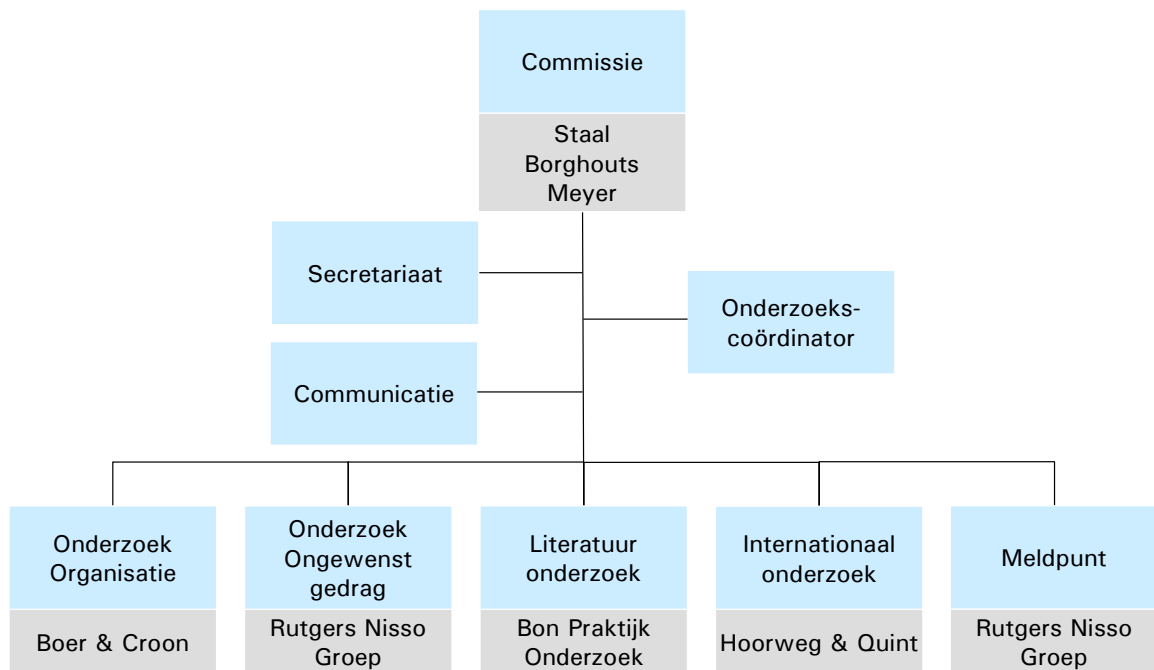 Commissie
Staal
Borghouts
Meyer
Secretariaat
Onderzoeks-
coördinator
Communicatie
Onderzoek
Organisatie
Boer & Croon
Onderzoek
Ongewenst
gedrag
Rutgers Nisso
Groep
Literatuur
onderzoek
Bon Praktijk
Onderzoek
Internationaal
onderzoek
Hoorweg & Quint
Meldpunt
Rutgers Nisso
Groep